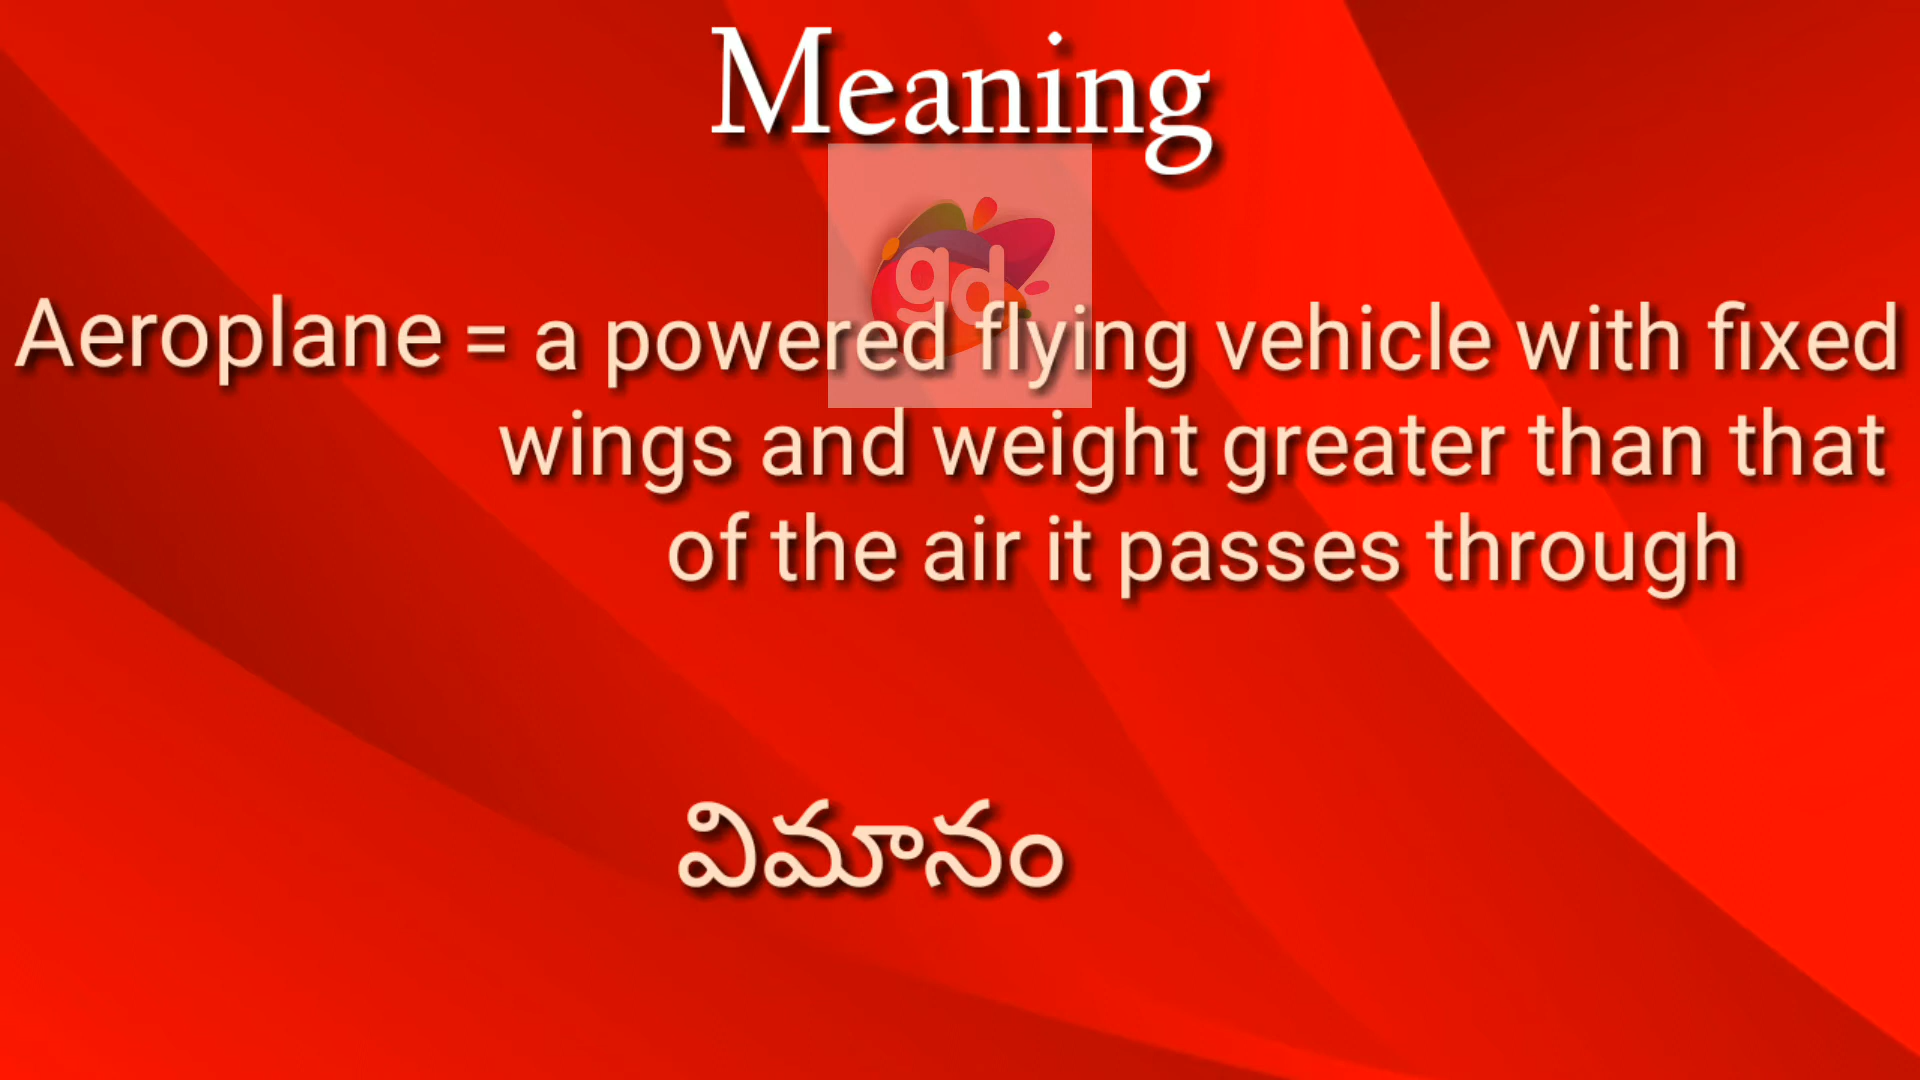 Meaning
gd
Aeroplane = a powered flying vehicle with fixed
wings and weight greater than that
of the air it passes through
విమానం